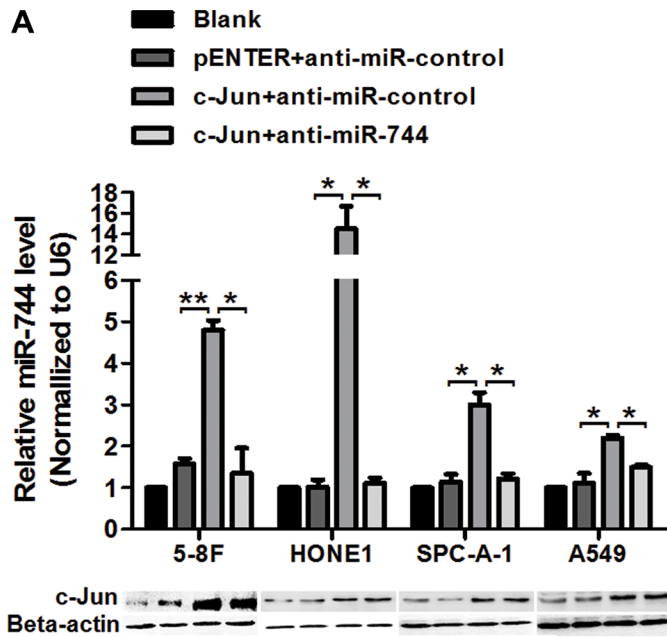 A
Blank
pENTER+anti-miR-control
c-Jun+anti-miR-control
c-Jun+anti-miR-744
Relative miR-744 level
(Normallized to U6)
18
16
14
12
6
5
4
3
2
1
0
** *
* *
* *
* *
5-8F HONE1 SPC-A-1 A549
c-Jun
Beta-actin